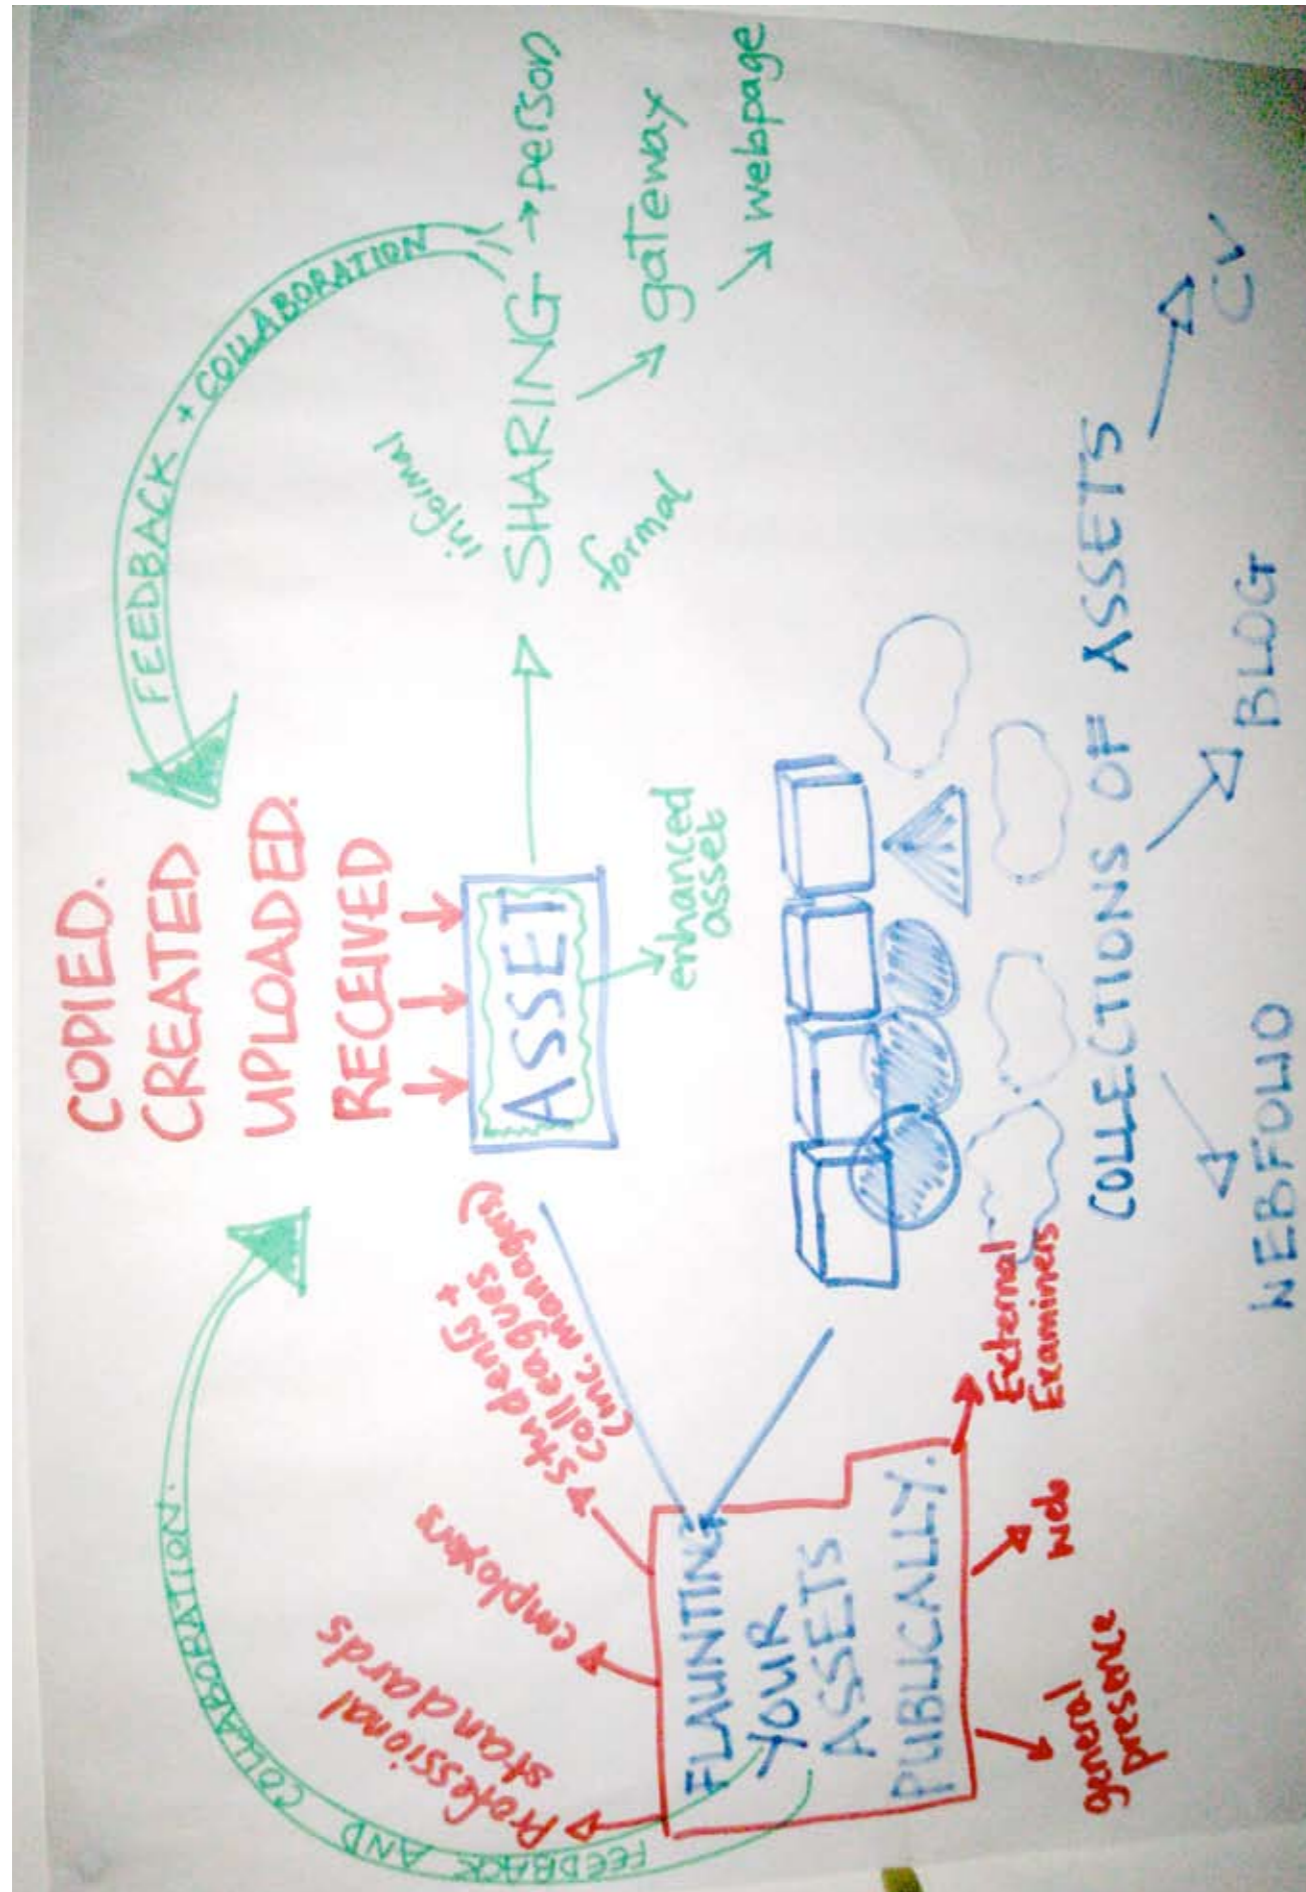 COPIED.
CREATED
UPLOADED.
RECEIVED
ASSET
enhanced
asset
FEEDBACK + COLLABORATION
informal
SHARING → person
formal
gateway
webpage
FEEDBACK AND COLLABORATION.
Professional
standards
employers
students +
colleagues
(inc. managers)
FLAUNTING
YOUR
ASSETS
PUBLICALLY.
External
Examiners
Web
general
presence
COLLECTIONS OF ASSETS
WEBFOLIO
BLOG
CV